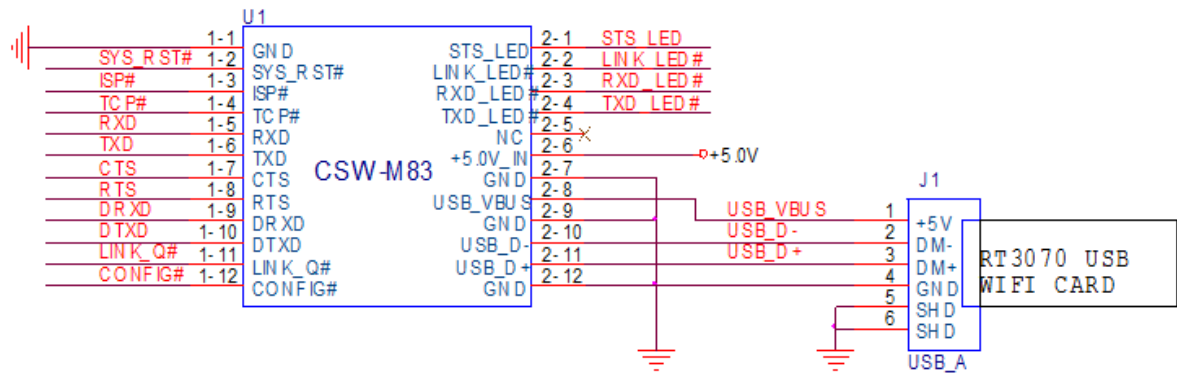 U1
1-1 GND STS_LED 2-1 STS_LED
SYS_RST# 1-2 SYS_RST# LINK_LED# 2-2 LINK_LED#
ISP# 1-3 ISP# RXD_LED# 2-3 RXD_LED#
TCP# 1-4 TCP# TXD_LED# 2-4 TXD_LED#
RXD 1-5 RXD NC 2-5
TXD 1-6 TXD +5.0V_IN 2-6 +5.0V
CTS 1-7 CTS GND 2-7
CSW-M83
RTS 1-8 RTS USB_VBUS 2-8
DRXD 1-9 DRXD GND 2-9
DTXD 1-10 DTXD USB_D- 2-10
LINK_Q# 1-11 LINK_Q# USB_D+ 2-11
CONFIG# 1-12 CONFIG# GND 2-12
J1
USB_VBUS 1 +5V
USB_D- 2 DM-
USB_D+ 3 DM+
4 GND
5 SHD
6 SHD
RT3070 USB
WIFI CARD
USB_A